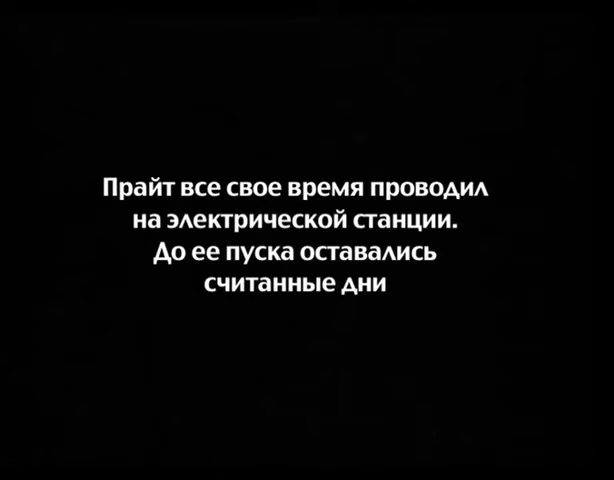 Прайт все свое время проводил
на электрической станции.
До ее пуска оставались
считанные дни